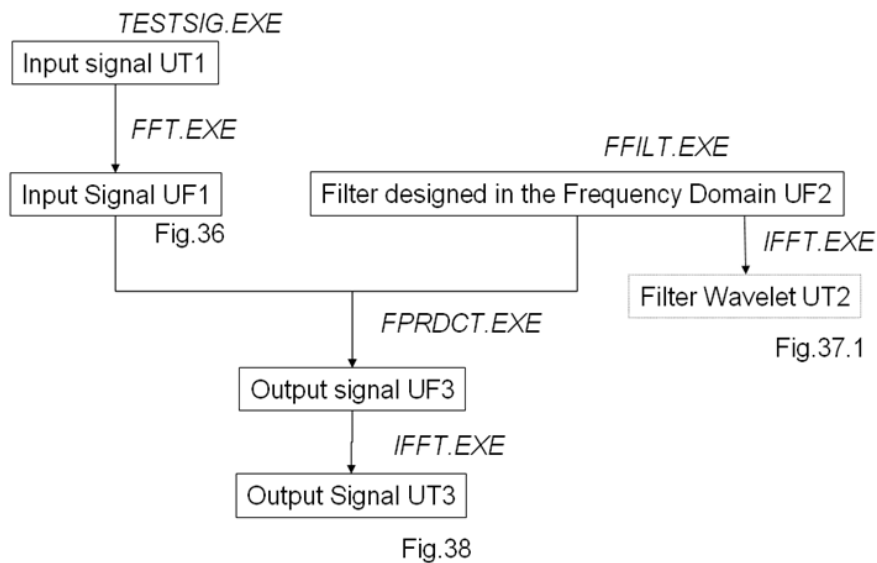 TESTSIG.EXE
Input signal UT1
FFT.EXE
FFILT.EXE
Input Signal UF1
Filter designed in the Frequency Domain UF2
Fig.36
IFFT.EXE
Filter Wavelet UT2
FPRDCT.EXE
Fig.37.1
Output signal UF3
IFFT.EXE
Output Signal UT3
Fig.38